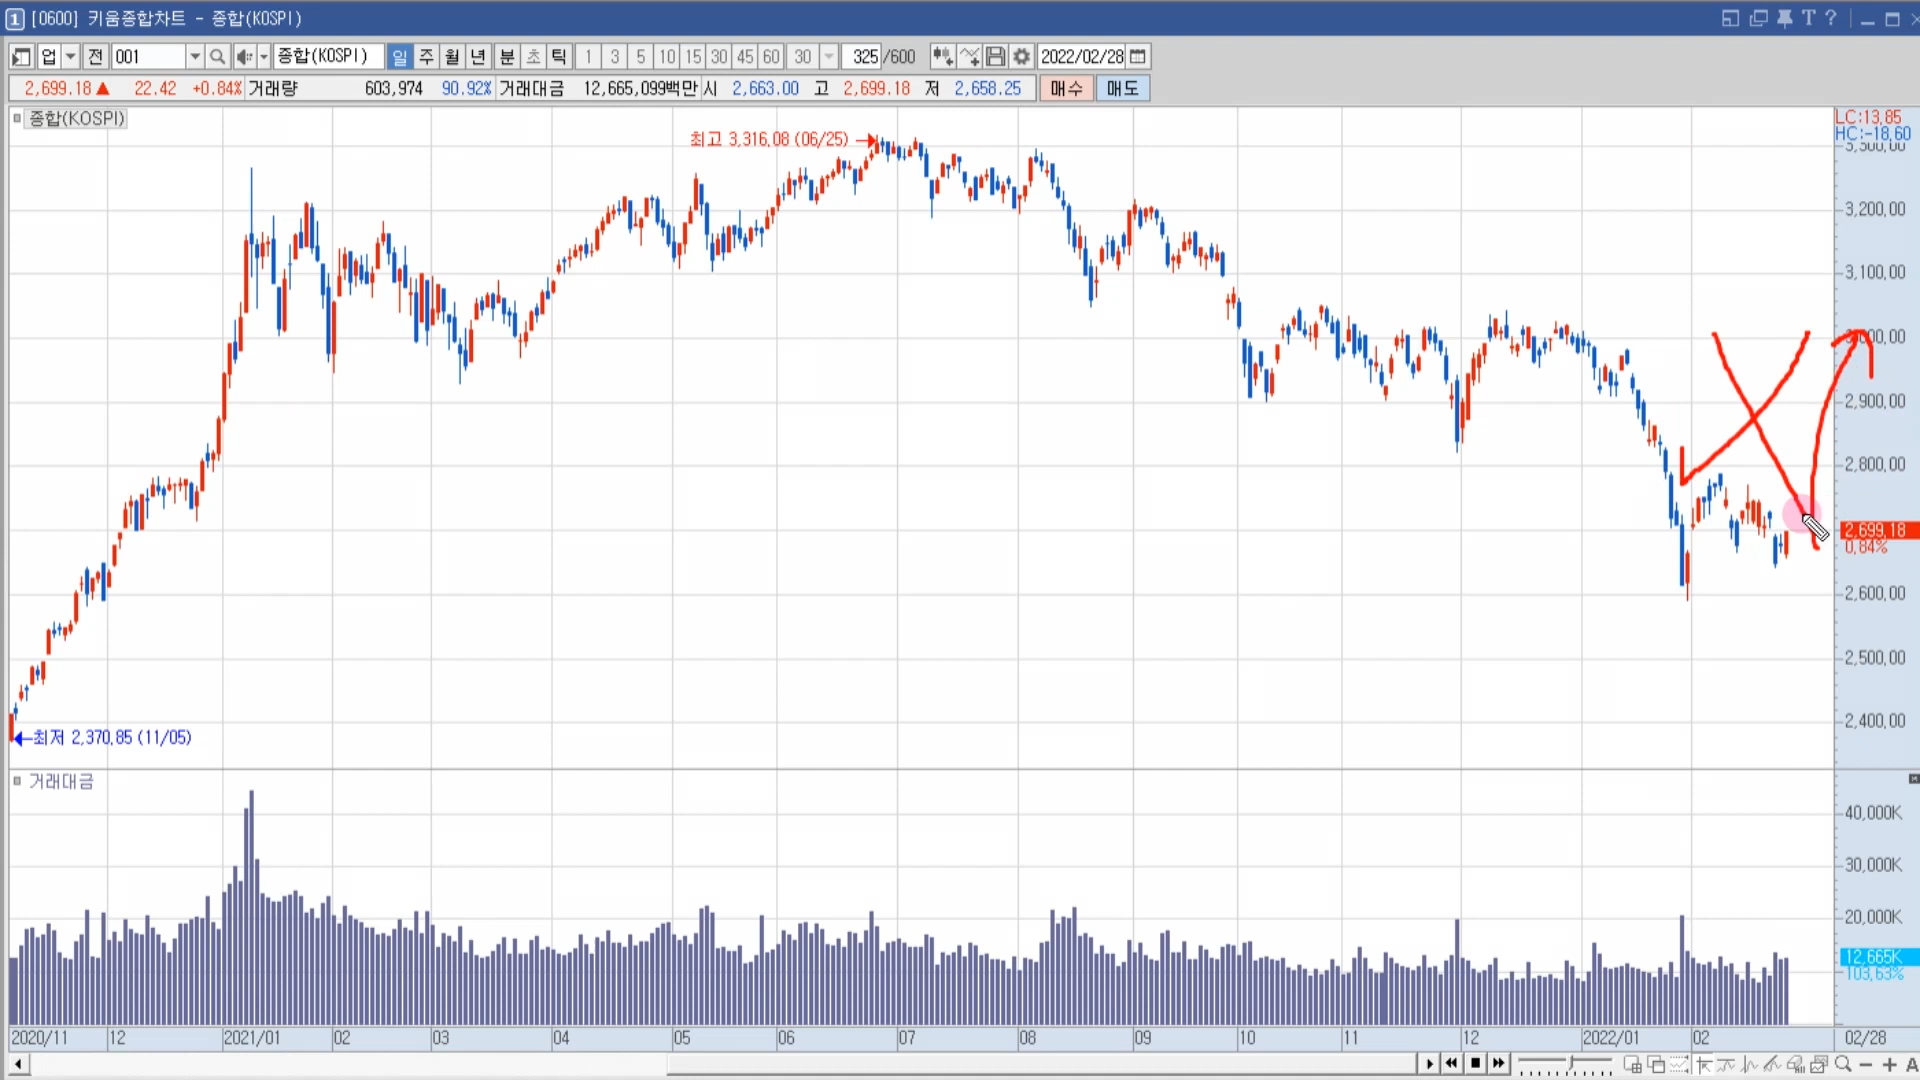 1 [0600] 키움종합차트 - 종합(KOSPI)
업 전 001 종합(KOSPI) 일 주 월 년 분 초 틱 1 3 5 10 15 30 45 60 30 325 /600 2022/02/28
2,699.18▲ 22.42 +0.84% 거래량 603,974 90.92% 거래대금 12,665,099백만 시 2,663.00 고 2,699.18 저 2,658.25 매수 매도
종합(KOSPI)
LC:13.85
HC:-18.60
최고 3,316.08 (06/25)
3,300.00
3,200.00
3,100.00
2,900.00
2,800.00
2,699.18
0.84%
2,600.00
2,500.00
2,400.00
최저 2,370.85 (11/05)
거래대금
40,000K
30,000K
20,000K
12,665K
103.63%
2020/11 12 2021/01 02 03 04 05 06 07 08 09 10 11 12 2022/01 02 02/28
A